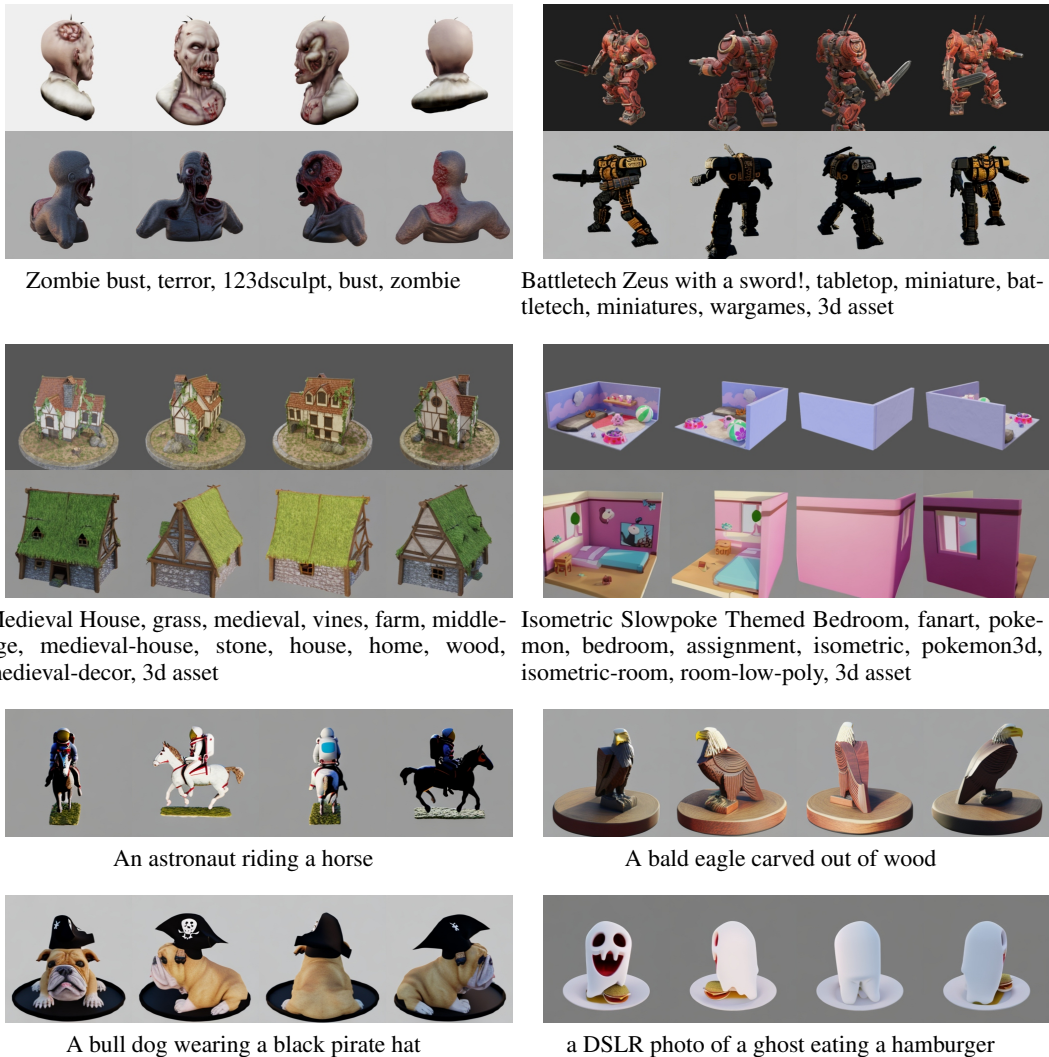 Zombie bust, terror, 123dsculpt, bust, zombie
Battletech Zeus with a sword!, tabletop, miniature, bat-
tletech, miniatures, wargames, 3d asset
Medieval House, grass, medieval, vines, farm, middle-
ge, medieval-house, stone, house, home, wood,
medieval-decor, 3d asset
Isometric Slowpoke Themed Bedroom, fanart, poke-
mon, bedroom, assignment, isometric, pokemon3d,
isometric-room, room-low-poly, 3d asset
An astronaut riding a horse
A bald eagle carved out of wood
A bull dog wearing a black pirate hat
a DSLR photo of a ghost eating a hamburger